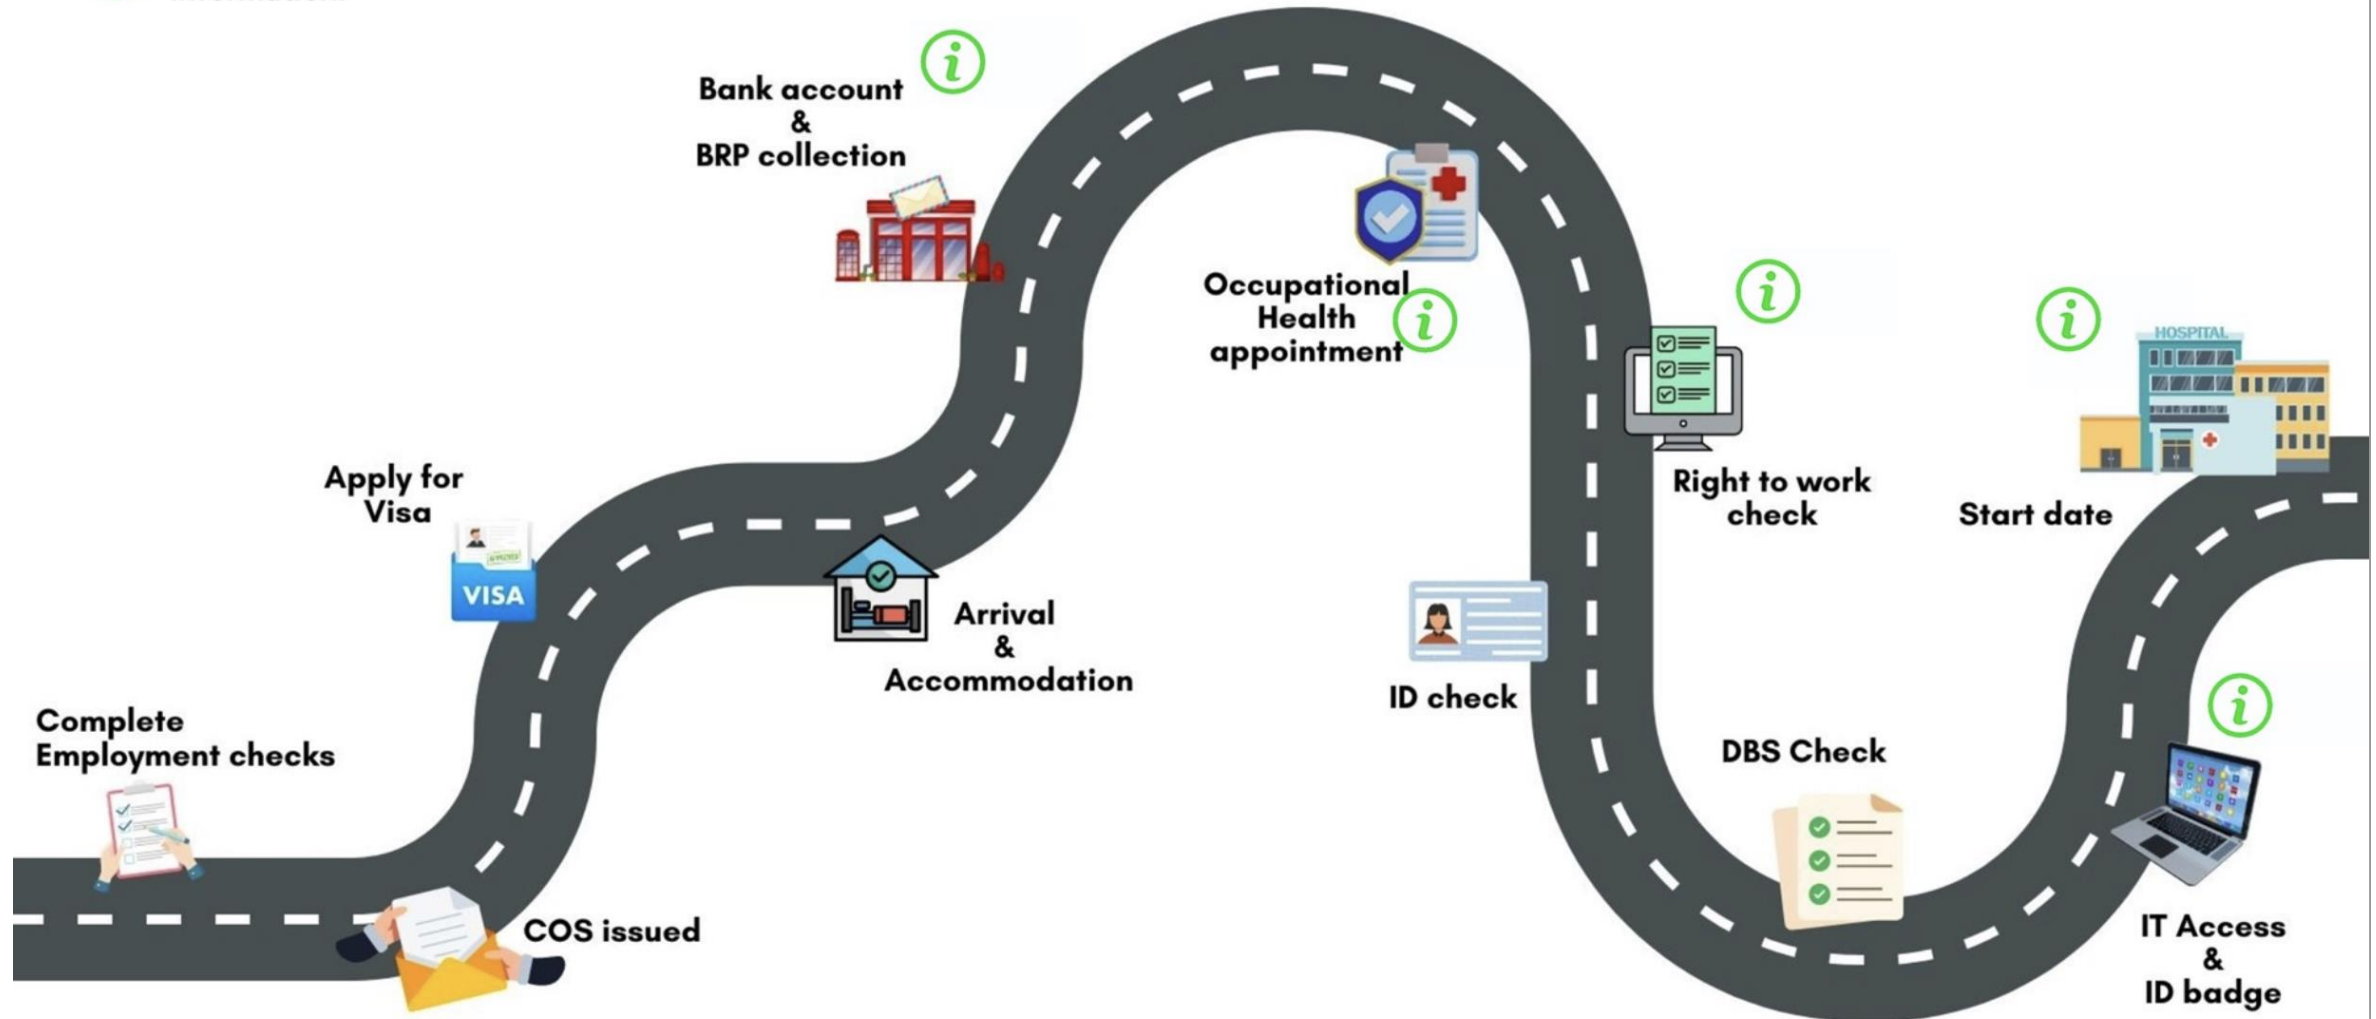 Complete
Employment checks
COS issued
Apply for
Visa
APPROVED
VISA
Arrival
&
Accommodation
Bank account
&
BRP collection
i
Occupational
Health
appointment
i
Right to work
check
i
ID check
DBS Check
IT Access
&
ID badge
i
Start date
i
HOSPITAL